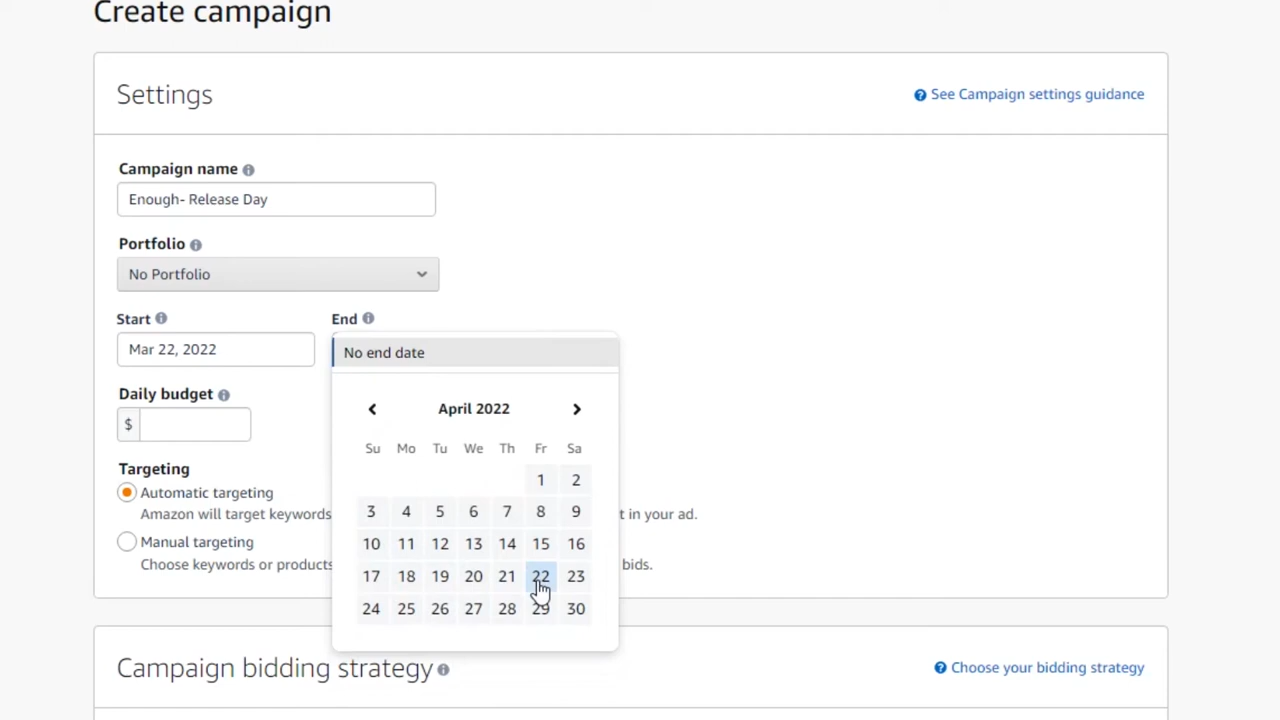 Create campaign
Settings
See Campaign settings guidance
Campaign name
Enough- Release Day
Portfolio
No Portfolio
Start End
Mar 22, 2022 No end date
April 2022
Su Mo Tu We Th Fr Sa
1 2
3 4 5 6 7 8 9
10 11 12 13 14 15 16
17 18 19 20 21 22 23
24 25 26 27 28 29 30
Daily budget
$
Targeting
Automatic targeting
Amazon will target keywords t in your ad.
Manual targeting
Choose keywords or products bids.
Campaign bidding strategy
Choose your bidding strategy